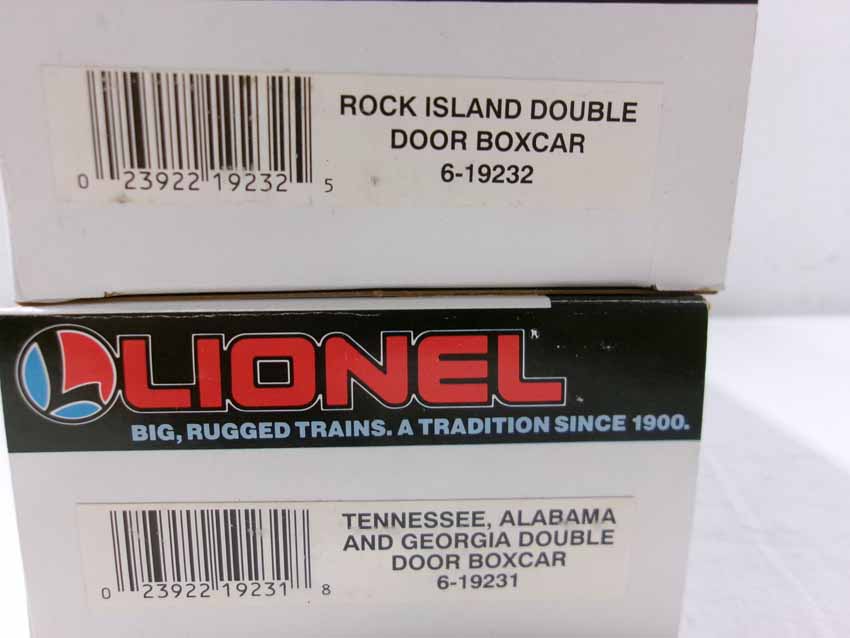 ROCK ISLAND DOUBLE
DOOR BOXCAR
6-19232
0 23922 19232 5
LIONEL
BIG, RUGGED TRAINS. A TRADITION SINCE 1900.
TENNESSEE, ALABAMA
AND GEORGIA DOUBLE
DOOR BOXCAR
6-19231
0 23922 19231 8